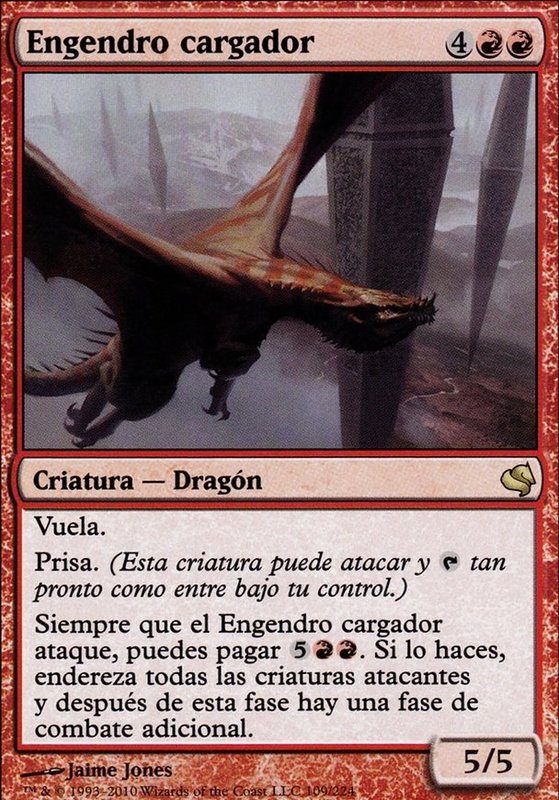 Engendro cargador 4
Criatura — Dragón
Vuela.
Prisa. (Esta criatura puede atacar y tan
pronto como entre bajo tu control.)
Siempre que el Engendro cargador
ataque, puedes pagar 5. Si lo haces,
endereza todas las criaturas atacantes
y después de esta fase hay una fase de
combate adicional.
5/5
Jaime Jones
™ & © 1993–2010 Wizards of the Coast LLC 109/224